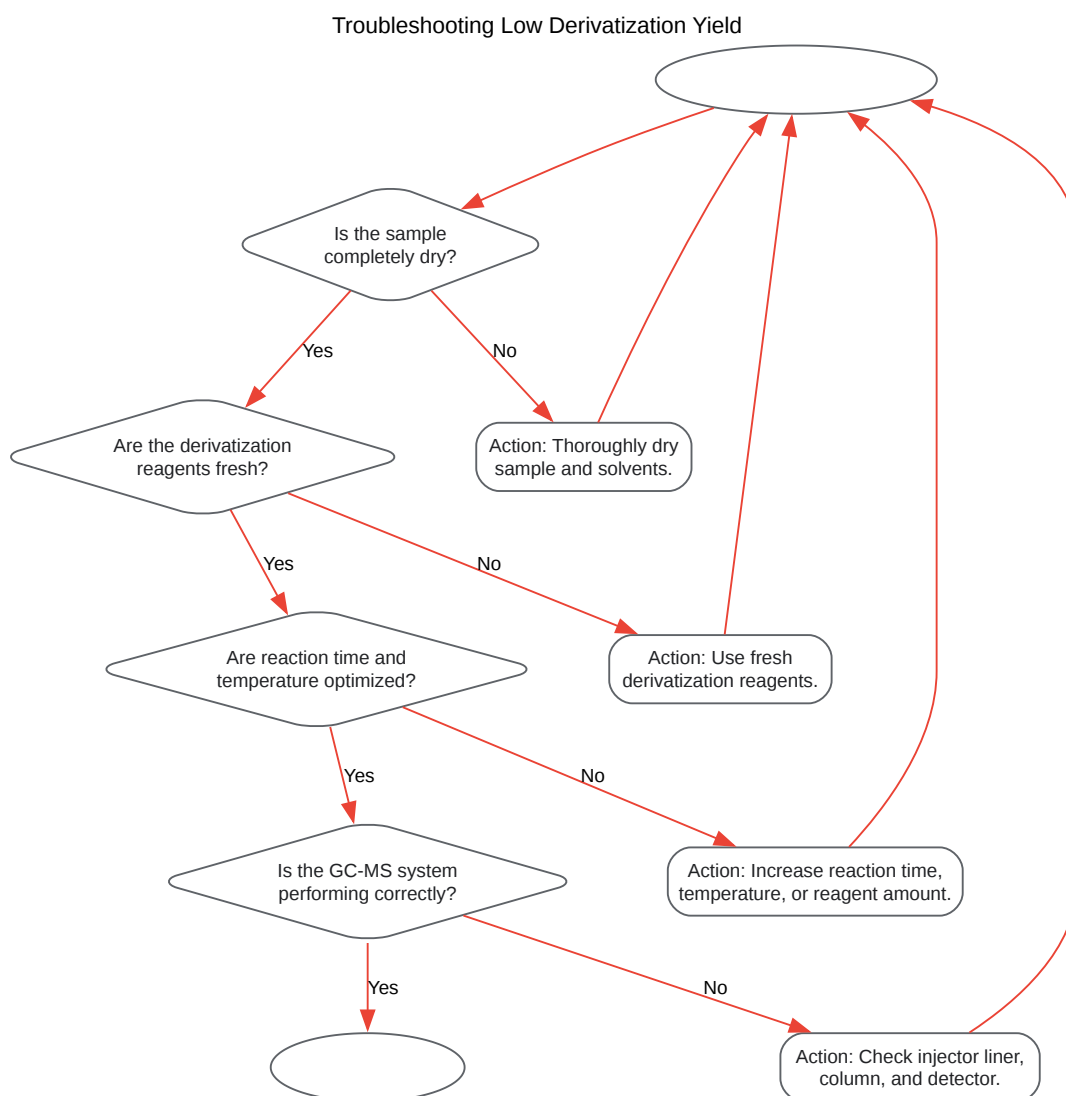 Troubleshooting Low Derivatization Yield
Is the sample
completely dry?
Yes
No
Are the derivatization
reagents fresh?
Action: Thoroughly dry
sample and solvents.
Yes
No
Are reaction time and
temperature optimized?
Action: Use fresh
derivatization reagents.
Yes
No
Is the GC-MS system
performing correctly?
Action: Increase reaction time,
temperature, or reagent amount.
Yes
No
Action: Check injector liner,
column, and detector.